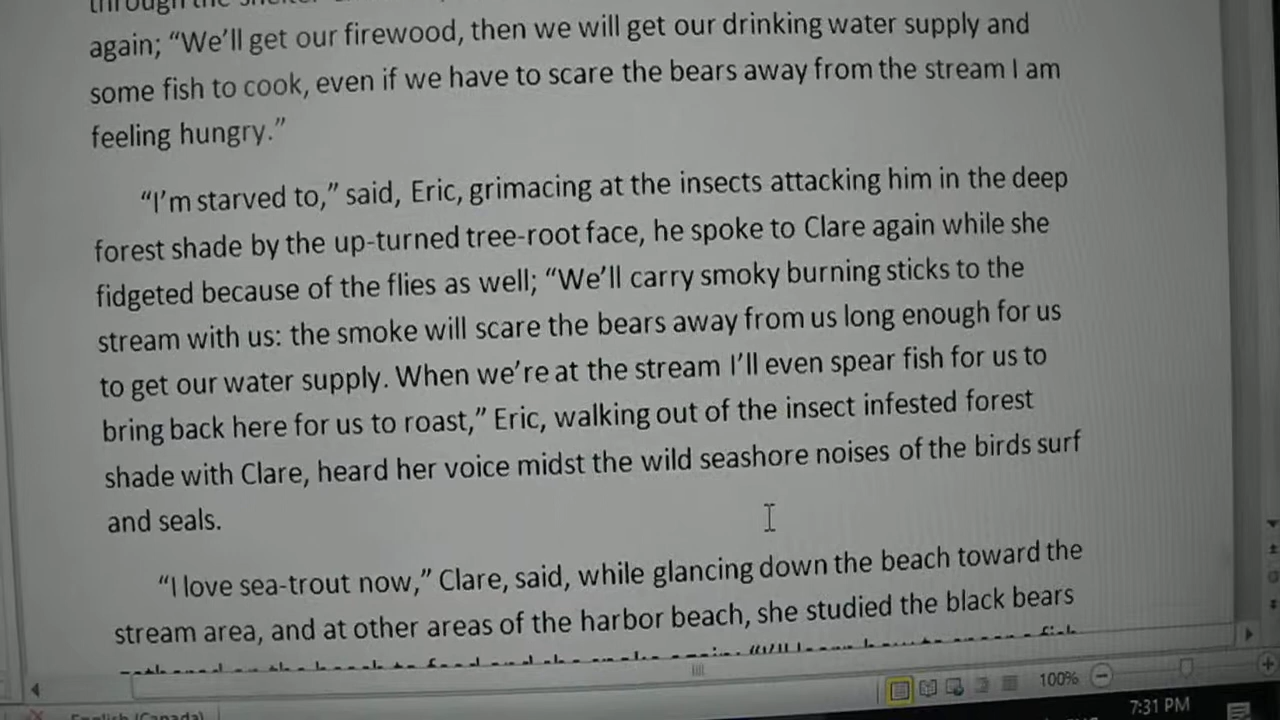 through the
again; “We’ll get our firewood, then we will get our drinking water supply and
some fish to cook, even if we have to scare the bears away from the stream I am
feeling hungry.”
“I’m starved to,” said, Eric, grimacing at the insects attacking him in the deep
forest shade by the up-turned tree-root face, he spoke to Clare again while she
fidgeted because of the flies as well; “We’ll carry smoky burning sticks to the
stream with us: the smoke will scare the bears away from us long enough for us
to get our water supply. When we’re at the stream I’ll even spear fish for us to
bring back here for us to roast,” Eric, walking out of the insect infested forest
shade with Clare, heard her voice midst the wild seashore noises of the birds surf
and seals.
“I love sea-trout now,” Clare, said, while glancing down the beach toward the
stream area, and at other areas of the harbor beach, she studied the black bears
100%
English (Canada)
7:31 PM